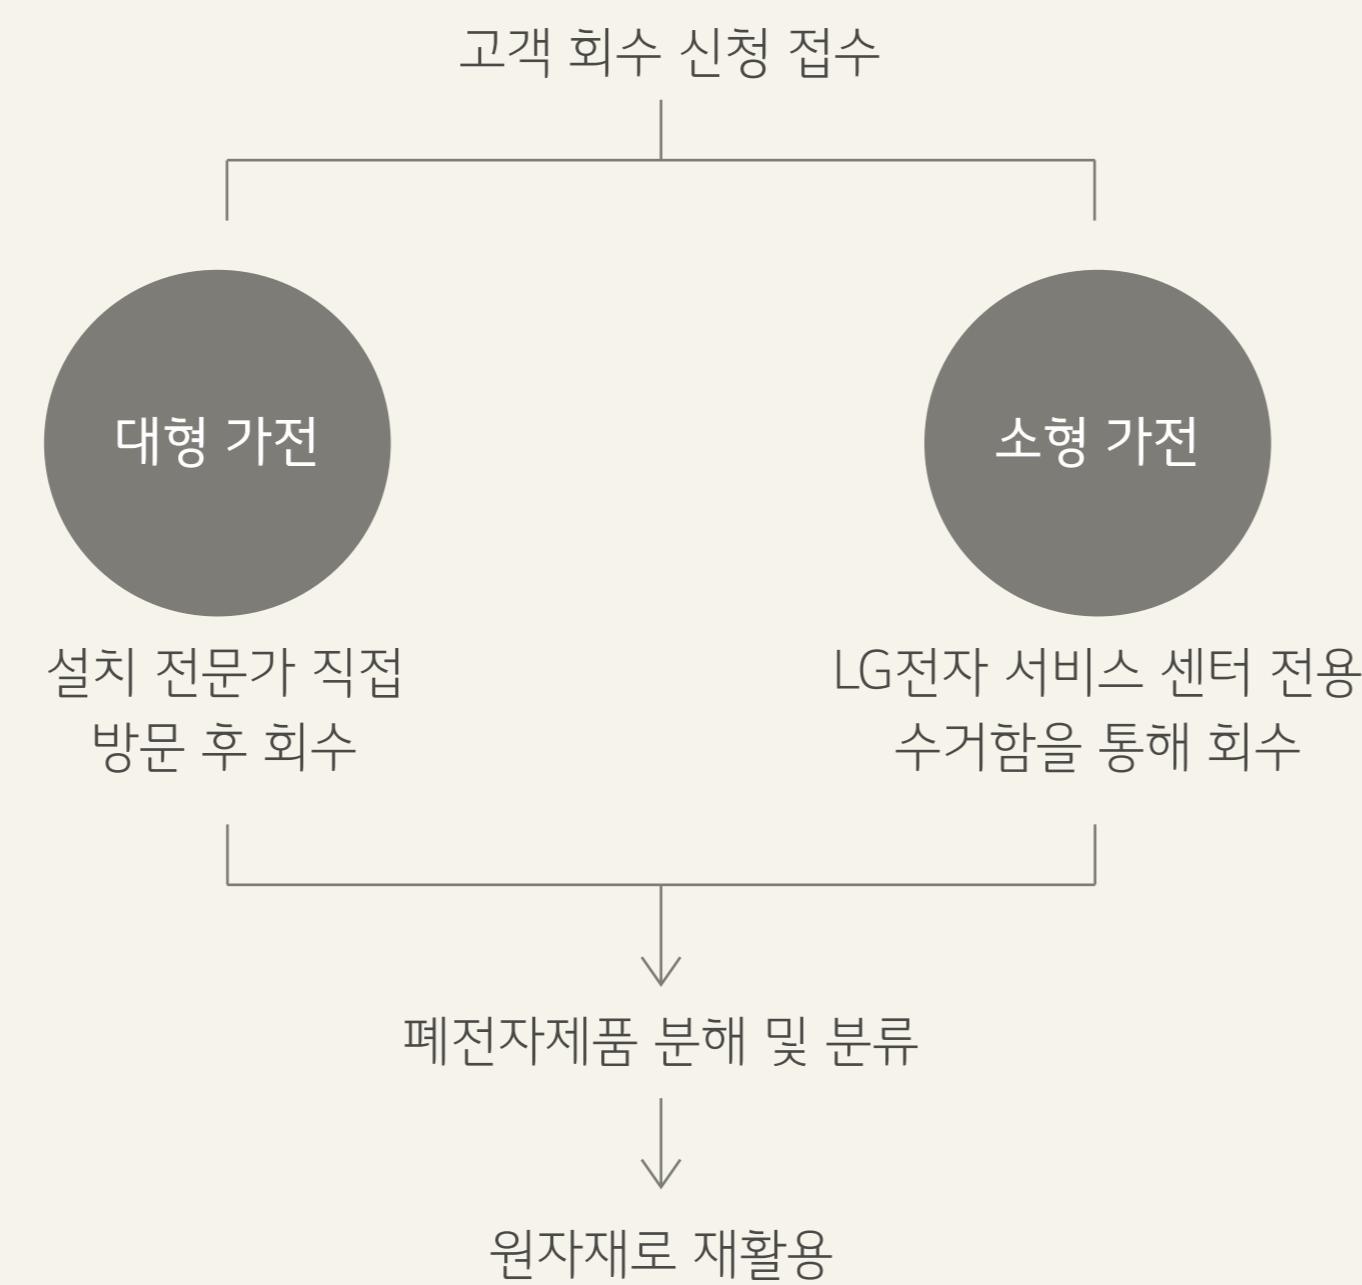 고객 회수 신청 접수
대형 가전
설치 전문가 직접
방문 후 회수
소형 가전
LG전자 서비스 센터 전용
수거함을 통해 회수
폐전자제품 분해 및 분류
원자재로 재활용